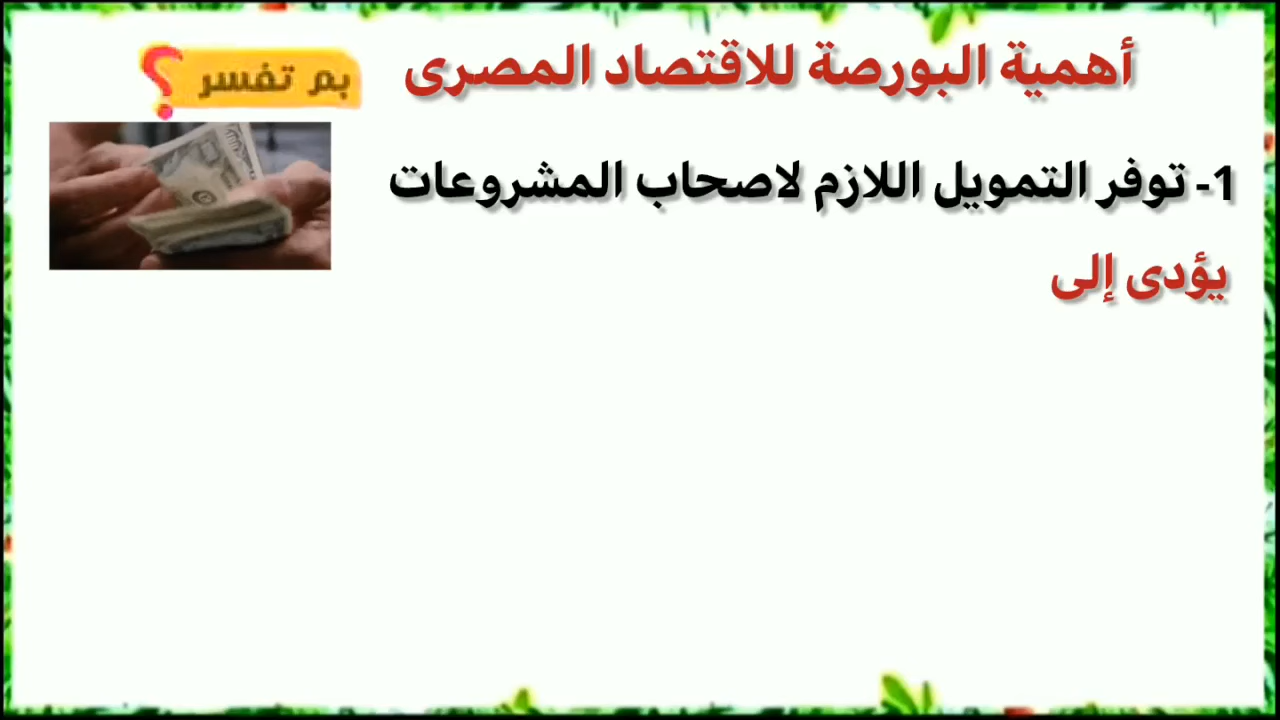 أهمية البورصة للاقتصاد المصرى
بم تفسر ؟
1- توفر التمويل اللازم لاصحاب المشروعات
يؤدى إلى